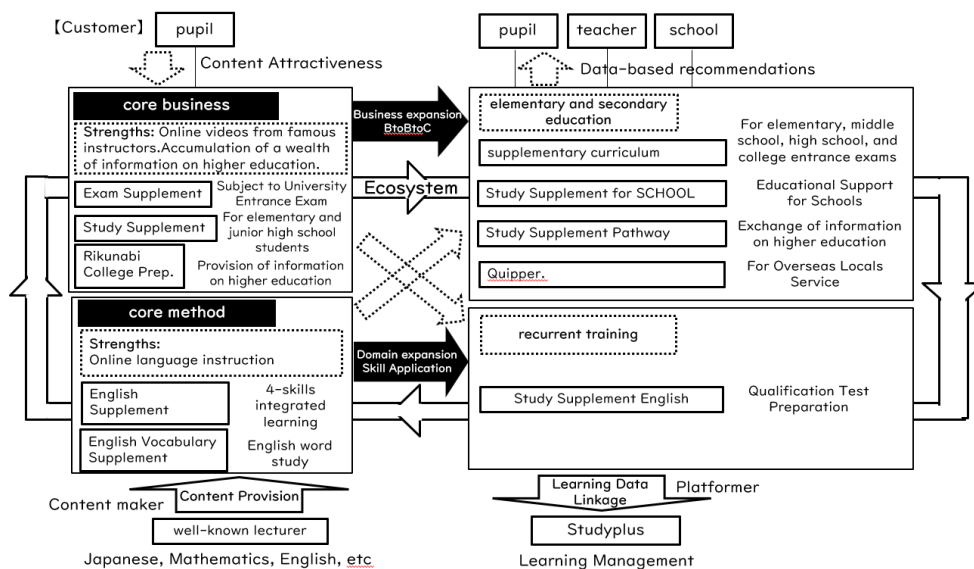 【Customer】
pupil
Content Attractiveness
core business
Strengths: Online videos from famous
instructors.Accumulation of a wealth
of information on higher education.
Exam Supplement
Subject to University
Entrance Exam
Study Supplement
For elementary and
junior high school
students
Rikunabi
College Prep.
Provision of information
on higher education
core method
Strengths:
Online language instruction
English
Supplement
4-skills
integrated
learning
English Vocabulary
Supplement
English word
study
Content maker
Content Provision
well-known lecturer
Japanese, Mathematics, English, etc
Business expansion
BtoBtoC
Ecosystem
Domain expansion
Skill Application
pupil
teacher
school
Data-based recommendations
elementary and secondary
education
supplementary curriculum
For elementary, middle
school, high school, and
college entrance exams
Study Supplement for SCHOOL
Educational Support
for Schools
Study Supplement Pathway
Exchange of information
on higher education
Quipper.
For Overseas Locals
Service
recurrent training
Study Supplement English
Qualification Test
Preparation
Learning Data
Linkage
Platformer
Studyplus
Learning Management